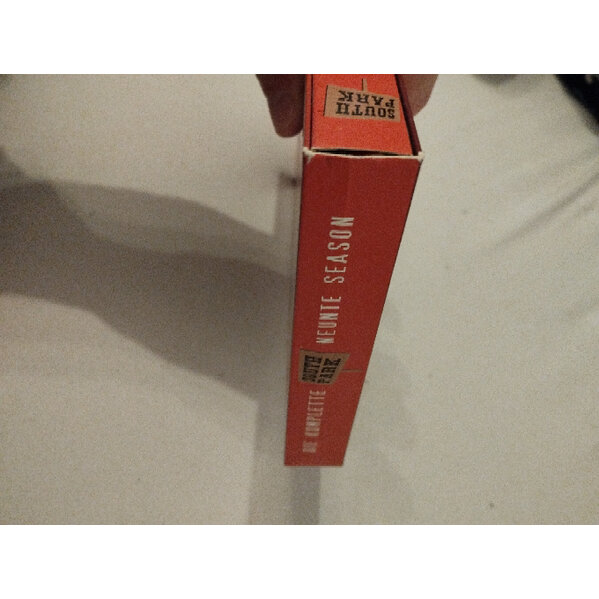 SOUTH
PARK
DIE KOMPLETTE
SOUTH
PARK
NEUNTE SEASON